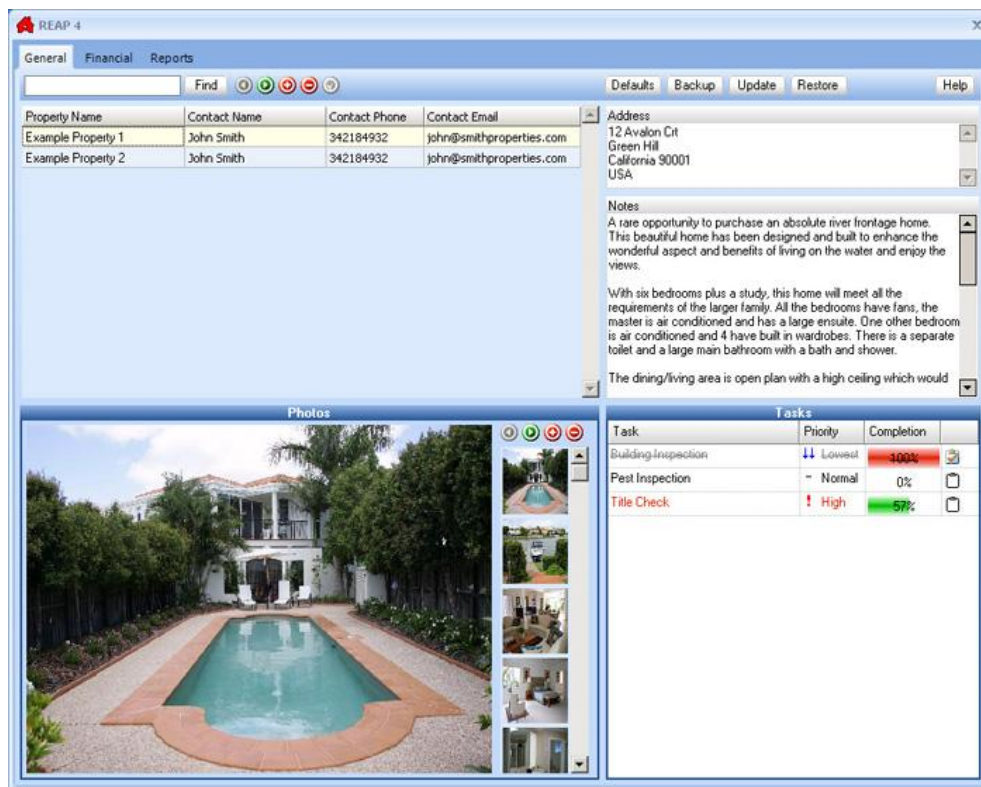 REAP 4
General Financial Reports
Find
Defaults Backup Update Restore Help
Property Name Contact Name Contact Phone Contact Email
Example Property 1 John Smith 342184932 john@smithproperties.com
Example Property 2 John Smith 342184932 john@smithproperties.com
Address
12 Avalon Crt
Green Hill
California 90001
USA
Notes
A rare opportunity to purchase an absolute river frontage home.
This beautiful home has been designed and built to enhance the
wonderful aspect and benefits of living on the water and enjoy the
views.
With six bedrooms plus a study, this home will meet all the
requirements of the larger family. All the bedrooms have fans, the
master is air conditioned and has a large ensuite. One other bedroom
is air conditioned and 4 have built in wardrobes. There is a separate
toilet and a large main bathroom with a bath and shower.
The dining/living area is open plan with a high ceiling which would
Photos
Tasks
Task Priority Completion
Building Inspection Lowest 100%
Pest Inspection - Normal 0%
Title Check ! High 57%